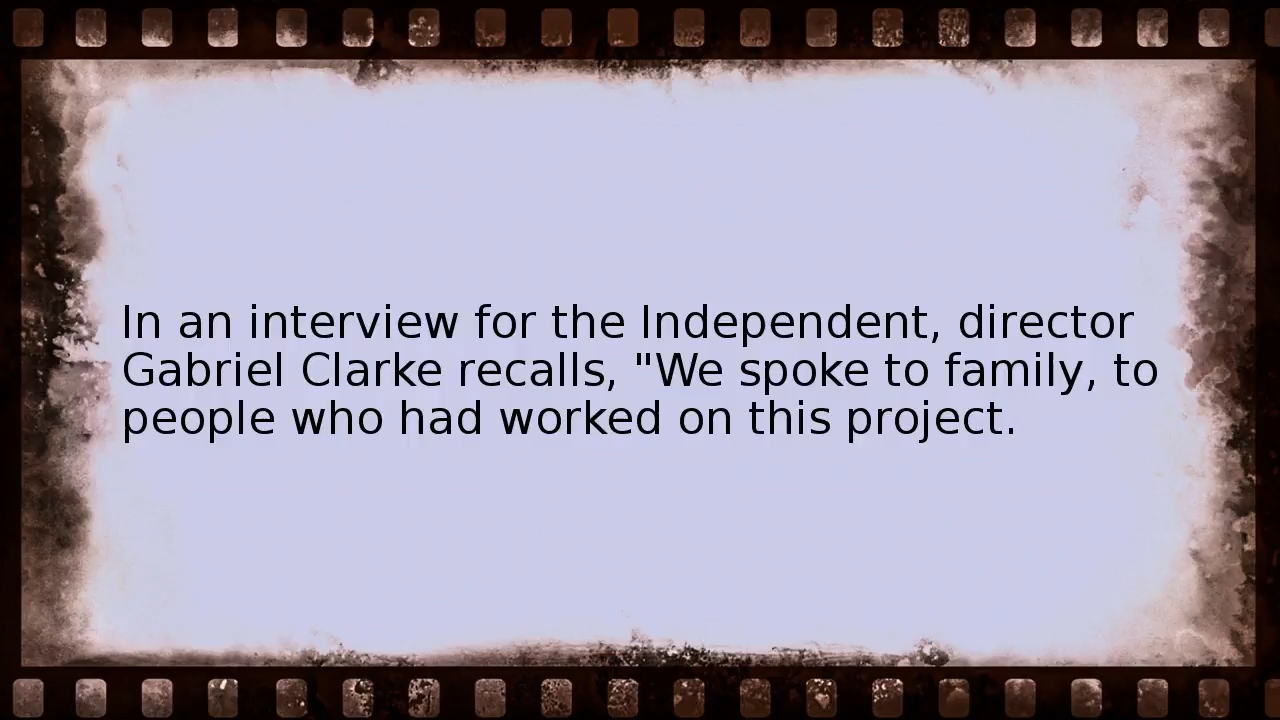 In an interview for the Independent, director
Gabriel Clarke recalls, "We spoke to family, to
people who had worked on this project.